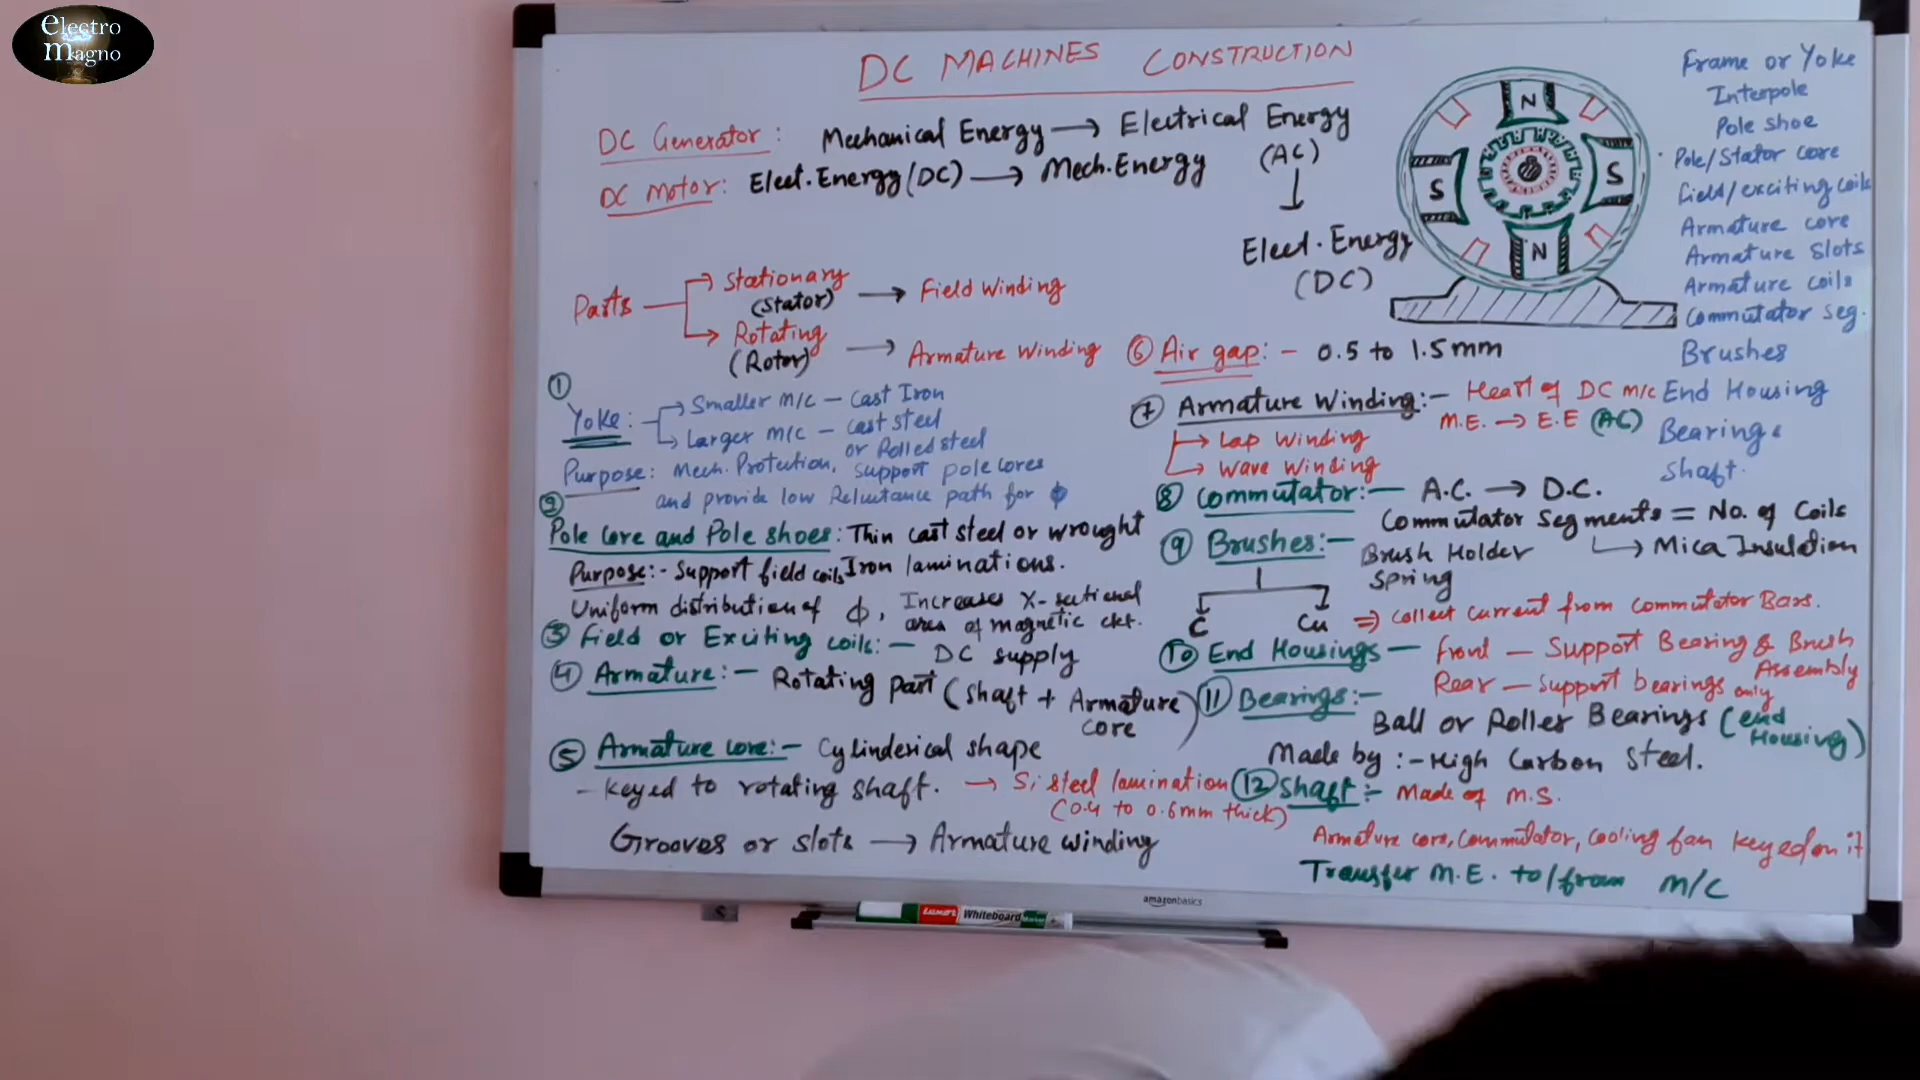 Electro
Magno
DC MACHINES CONSTRUCTION
DC Generator: Mechanical Energy → Electrical Energy
(AC)
↓
Elect. Energy
(DC)
DC Motor: Elect. Energy (DC) → Mech. Energy
Parts → Stationary (Stator) → Field Winding
→ Rotating (Rotor) → Armature Winding
① Yoke: → Smaller M/C - Cast Iron
→ Larger M/C - Cast steel
or Rolled steel
Purpose: Mech. Protection, support pole cores
and provide low Reluctance path for ϕ
② Pole Core and Pole shoes: Thin cast steel or wrought
Iron laminations.
Purpose:- Support field coils
Uniform distribution of ϕ, Increases X-sectional
area of magnetic ckt.
③ Field or Exciting coils:- DC supply
④ Armature:- Rotating part (shaft + Armature
core)
⑤ Armature core:- Cylinderical shape
- Keyed to rotating shaft. → Si steel lamination
(0.4 to 0.6mm thick)
Grooves or slots → Armature winding
N
S
S
N
Frame or Yoke
Interpole
Pole shoe
Pole/Stator core
Field/exciting coils
Armature core
Armature Slots
Armature coils
Commutator Seg.
Brushes
End Housing
Bearings
Shaft.
⑥ Air gap:- 0.5 to 1.5mm
⑦ Armature Winding:- Heart of DC M/C
M.E. → E.E (AC)
→ Lap Winding
→ Wave Winding
⑧ Commutator:- A.C. → D.C.
Commutator Segments = No. of Coils
→ Mica Insulation
⑨ Brushes:- Brush Holder
Spring
C Cu ⇒ Collect current from Commutator Bars.
⑩ End Housings - Front - Support Bearing & Brush
Assembly
Rear - Support bearings only
⑪ Bearings:-
Ball or Roller Bearings (end
Housing)
Made by:- High Carbon Steel.
⑫ Shaft:- Made of M.S.
Armature core, Commutator, Cooling fan keyed on it
Transfer M.E. to/from M/C
amazonbasics
Luxor Whiteboard